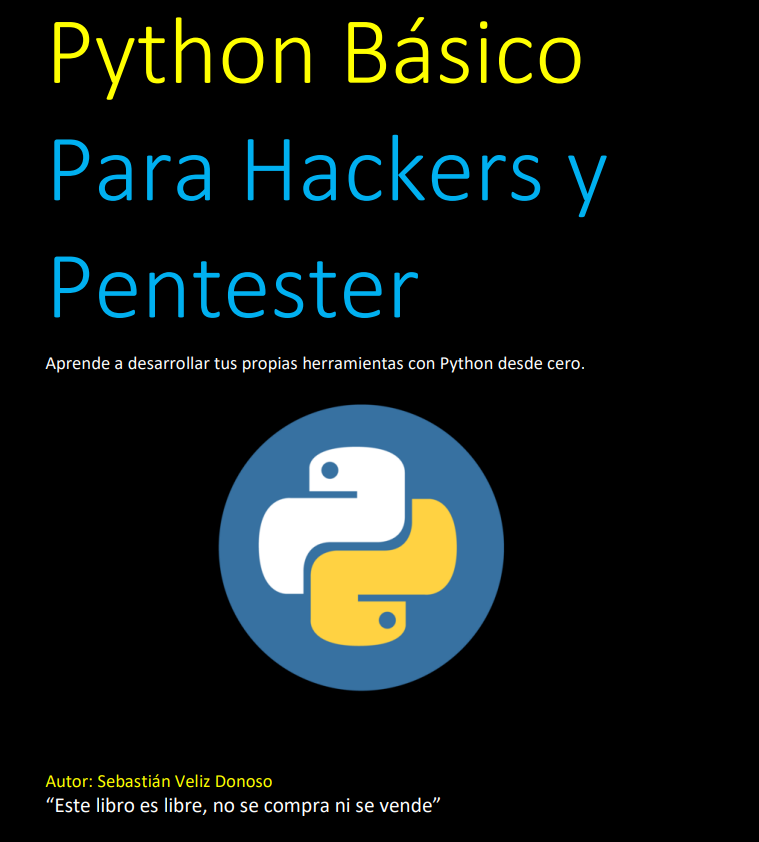 Python Básico
Para Hackers y
Pentester
Aprende a desarrollar tus propias herramientas con Python desde cero.
Autor: Sebastián Veliz Donoso
“Este libro es libre, no se compra ni se vende”